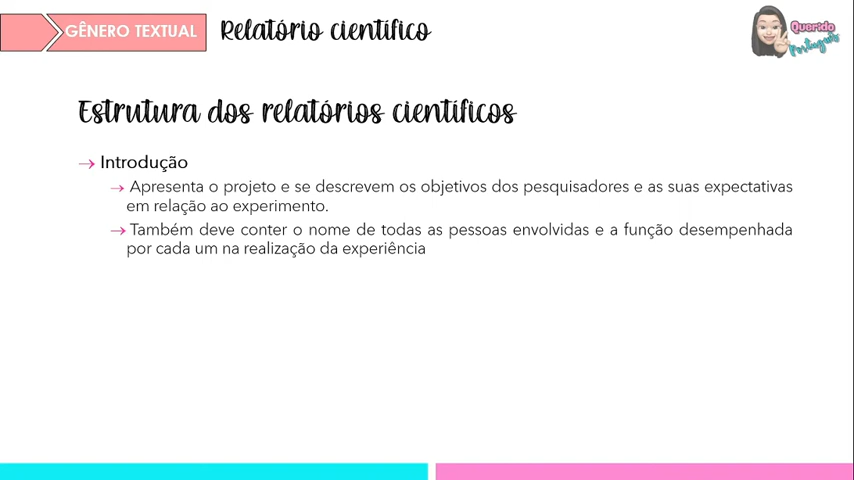 GÊNERO TEXTUAL
Relatório científico
Querido
Português
Estrutura dos relatórios científicos
→ Introdução
→ Apresenta o projeto e se descrevem os objetivos dos pesquisadores e as suas expectativas
em relação ao experimento.
→ Também deve conter o nome de todas as pessoas envolvidas e a função desempenhada
por cada um na realização da experiência